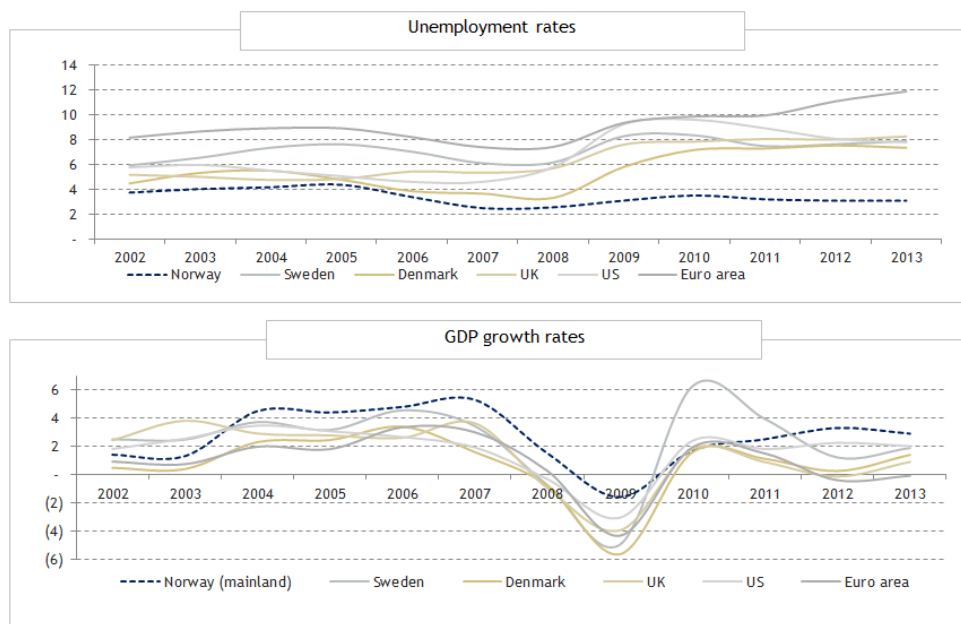 Unemployment rates
14
12
10
8
6
4
2
-
2002 2003 2004 2005 2006 2007 2008 2009 2010 2011 2012 2013
Norway Sweden Denmark UK US Euro area
GDP growth rates
6
4
2
-
2002 2003 2004 2005 2006 2007 2008 2009 2010 2011 2012 2013
(2)
(4)
(6)
Norway (mainland) Sweden Denmark UK US Euro area